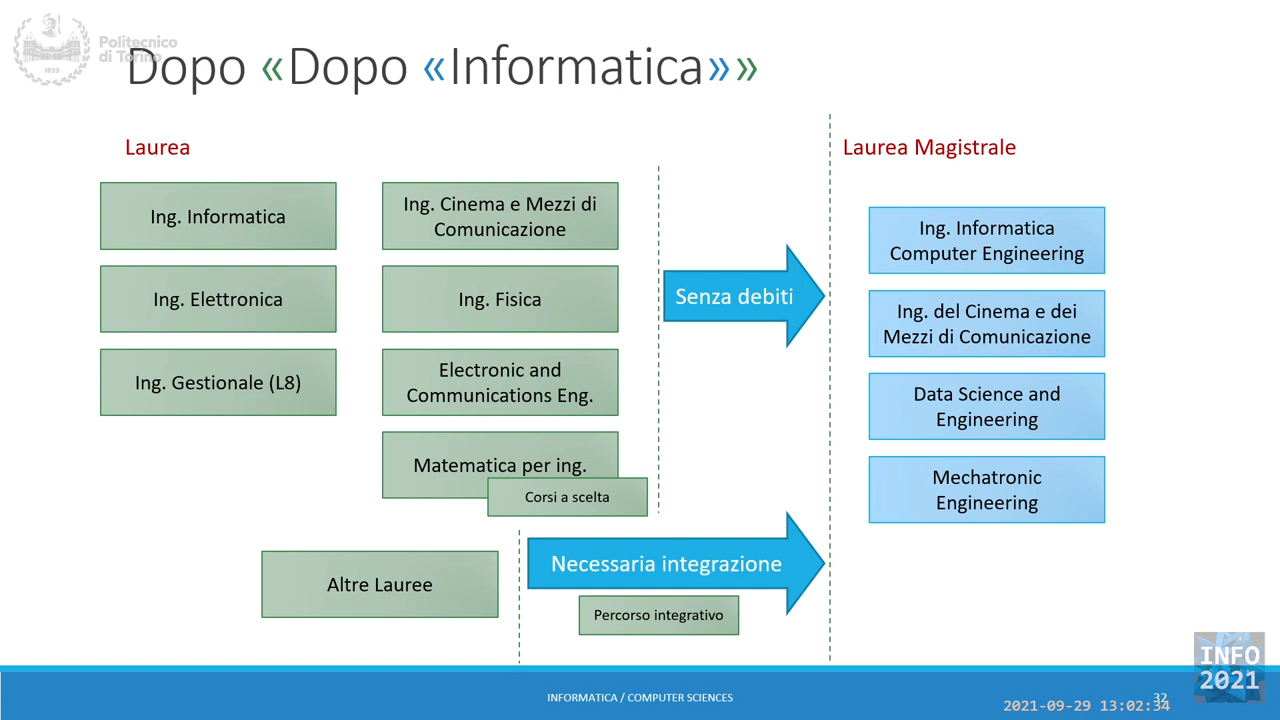 Politecnico
di Torino
1859
Dopo «Dopo «Informatica»»
Laurea
Ing. Informatica
Ing. Elettronica
Ing. Gestionale (L8)
Ing. Cinema e Mezzi di
Comunicazione
Ing. Fisica
Electronic and
Communications Eng.
Matematica per ing.
Corsi a scelta
Senza debiti
Altre Lauree
Necessaria integrazione
Percorso integrativo
Laurea Magistrale
Ing. Informatica
Computer Engineering
Ing. del Cinema e dei
Mezzi di Comunicazione
Data Science and
Engineering
Mechatronic
Engineering
INFORMATICA / COMPUTER SCIENCES
32
INFO
2021
2021-09-29 13:02:34